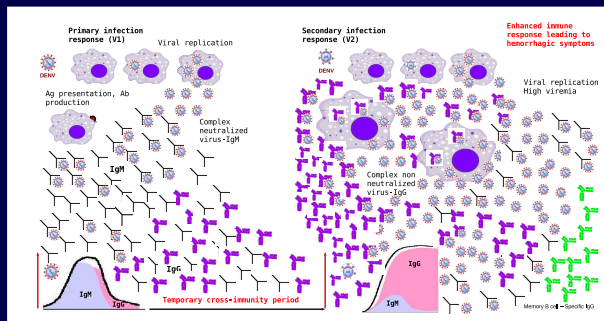 Primary infection
response (V1)
Viral replication
DENV
Ag presentation, Ab
production
Complex
neutralized
virus-IgM
IgM
IgG
IgM
IgG
Temporary cross-immunity period
Secondary infection
response (V2)
DENV
Enhanced immune
response leading to
hemorrhagic symptoms
Viral replication
High viremia
Complex non
neutralized
virus-IgG
IgG
IgM
Memory B cell – Specific IgG